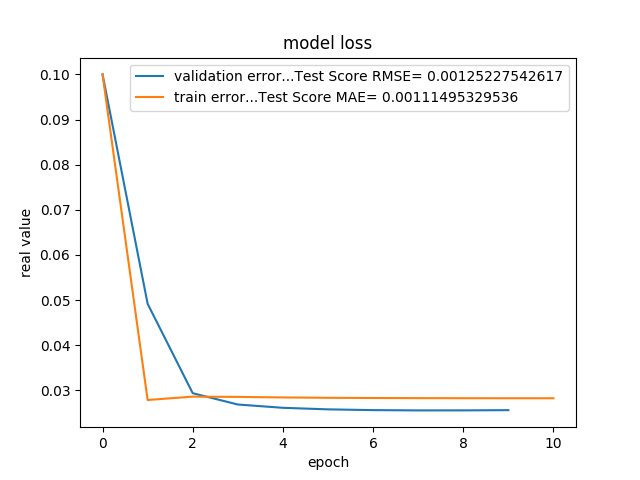 model loss
validation error...Test Score RMSE= 0.00125227542617
train error...Test Score MAE= 0.00111495329536
0.10
0.09
0.08
0.07
0.06
0.05
0.04
0.03
real value
0 2 4 6 8 10
epoch